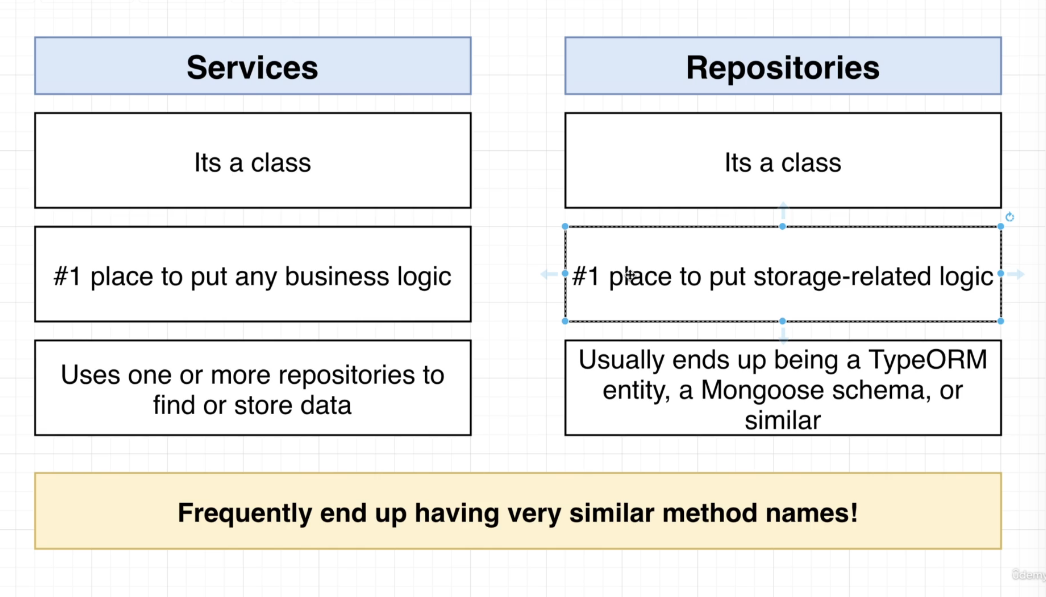 Services
Repositories
Its a class
Its a class
#1 place to put any business logic
#1 place to put storage-related logic
Uses one or more repositories to
find or store data
Usually ends up being a TypeORM
entity, a Mongoose schema, or
similar
Frequently end up having very similar method names!
Udemy